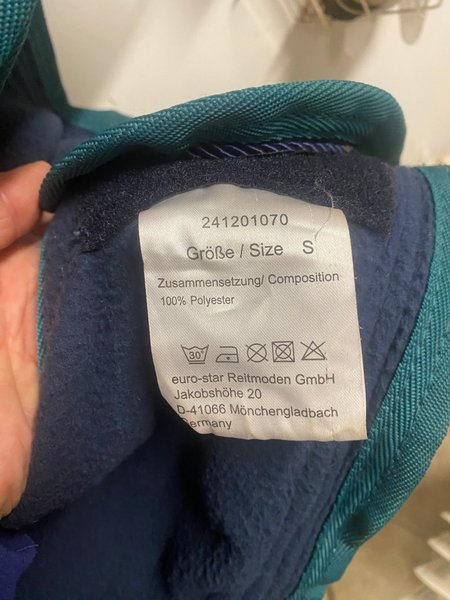 241201070
Größe / Size S
Zusammensetzung/ Composition
100% Polyester
30°
euro-star Reitmoden GmbH
Jakobshöhe 20
D-41066 Mönchengladbach
Germany